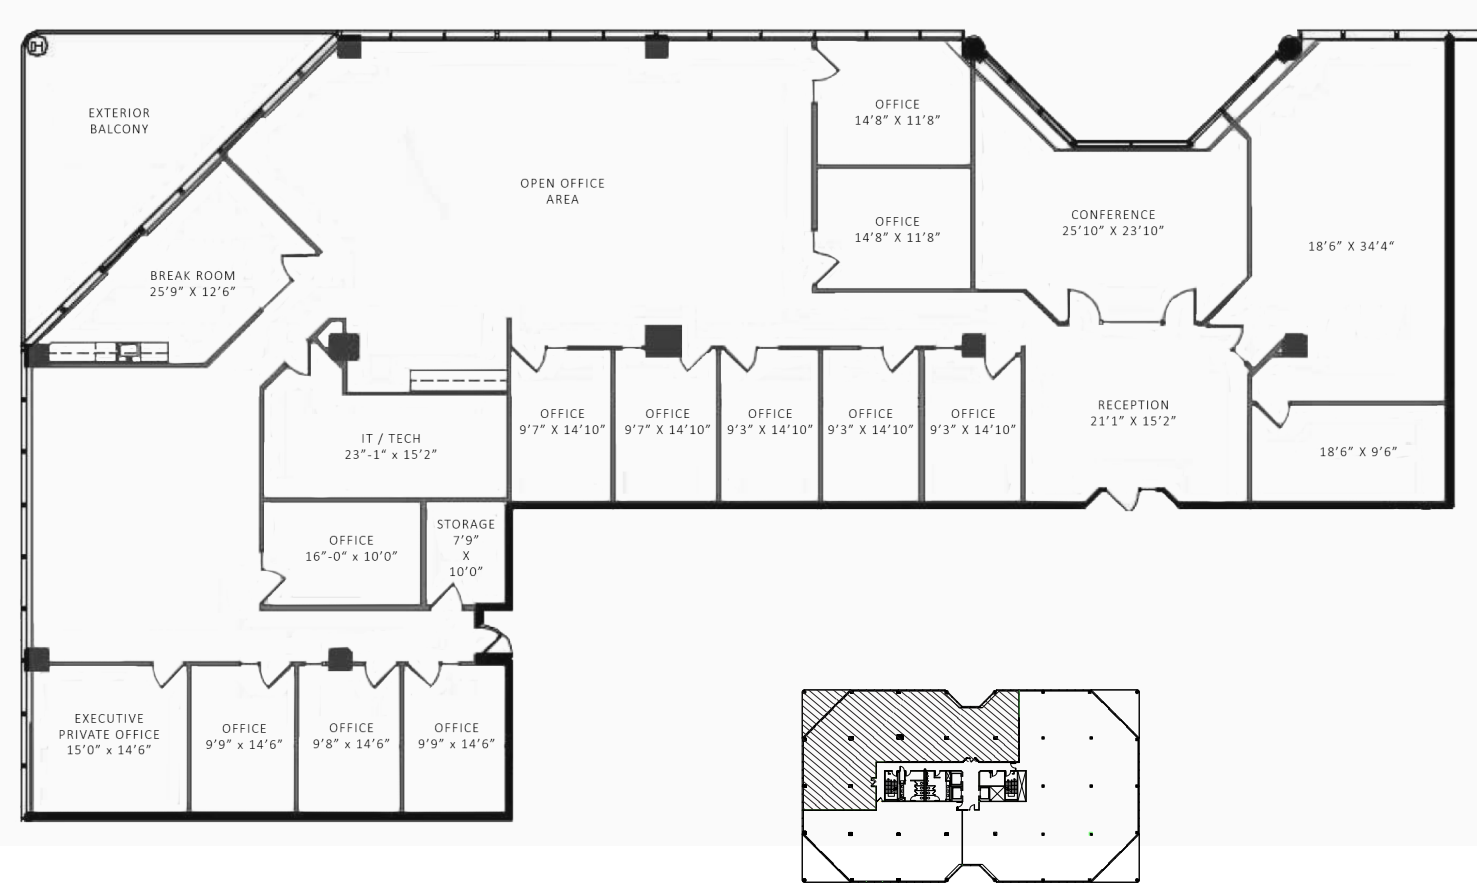 EXTERIOR
BALCONY
OFFICE
14’8” X 11’8”
OPEN OFFICE
AREA
OFFICE
14’8” X 11’8”
CONFERENCE
25’10” X 23’10”
18’6” X 34’4“
BREAK ROOM
25’9” X 12’6”
IT / TECH
23”-1“ x 15’2”
OFFICE
9’7” X 14’10”
OFFICE
9’7” X 14’10”
OFFICE
9’3” X 14’10”
OFFICE
9’3” X 14’10”
OFFICE
9’3” X 14’10”
RECEPTION
21’1” X 15’2”
18’6” X 9’6”
OFFICE
16”-0“ x 10’0”
STORAGE
7’9”
X
10’0”
EXECUTIVE
PRIVATE OFFICE
15’0” x 14’6”
OFFICE
9’9” x 14’6”
OFFICE
9’8” x 14’6”
OFFICE
9’9” x 14’6”